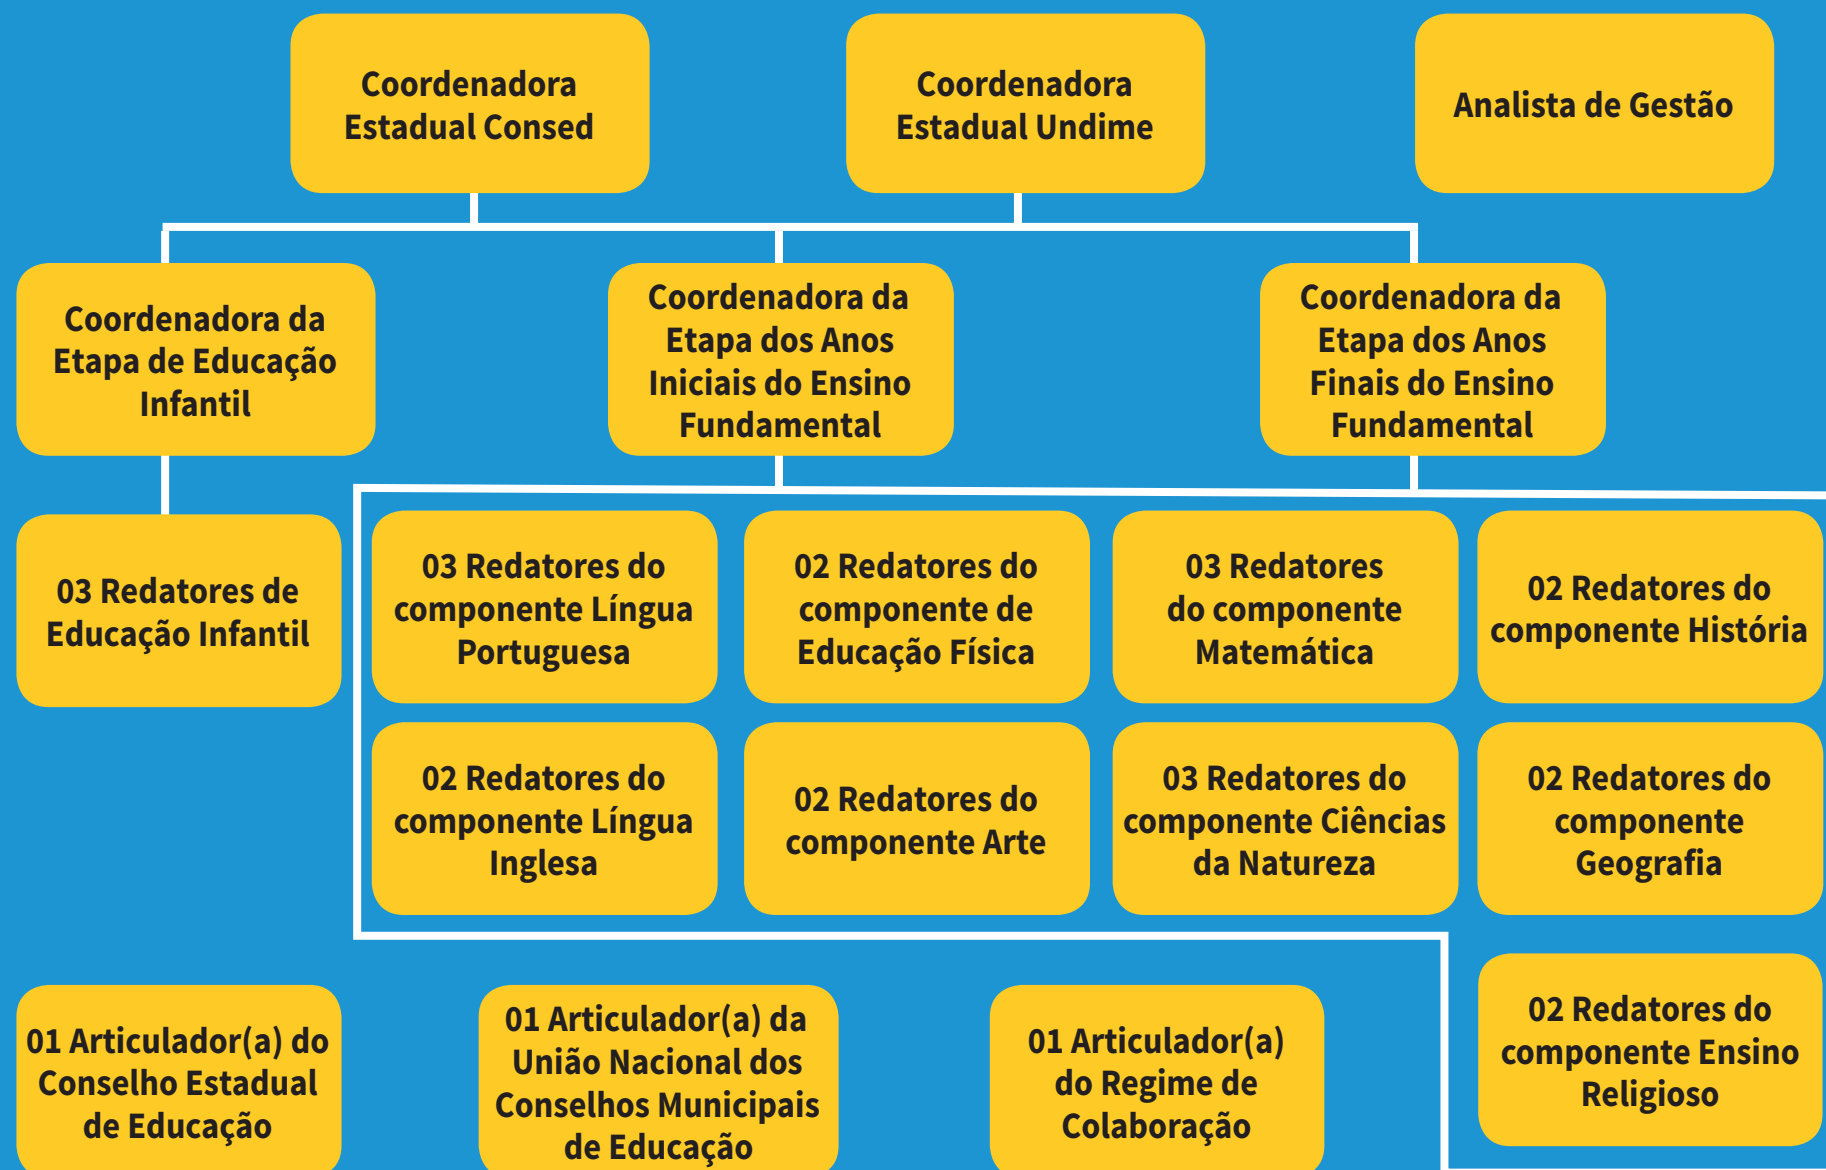 Coordenadora
Estadual Consed
Coordenadora
Estadual Undime
Analista de Gestão
Coordenadora da
Etapa de Educação
Infantil
Coordenadora da
Etapa dos Anos
Iniciais do Ensino
Fundamental
Coordenadora da
Etapa dos Anos
Finais do Ensino
Fundamental
03 Redatores de
Educação Infantil
03 Redatores do
componente Língua
Portuguesa
02 Redatores do
componente de
Educação Física
03 Redatores
do componente
Matemática
02 Redatores do
componente História
02 Redatores do
componente Língua
Inglesa
02 Redatores do
componente Arte
03 Redatores do
componente Ciências
da Natureza
02 Redatores do
componente
Geografia
01 Articulador(a) do
Conselho Estadual
de Educação
01 Articulador(a) da
União Nacional dos
Conselhos Municipais
de Educação
01 Articulador(a)
do Regime de
Colaboração
02 Redatores do
componente Ensino
Religioso